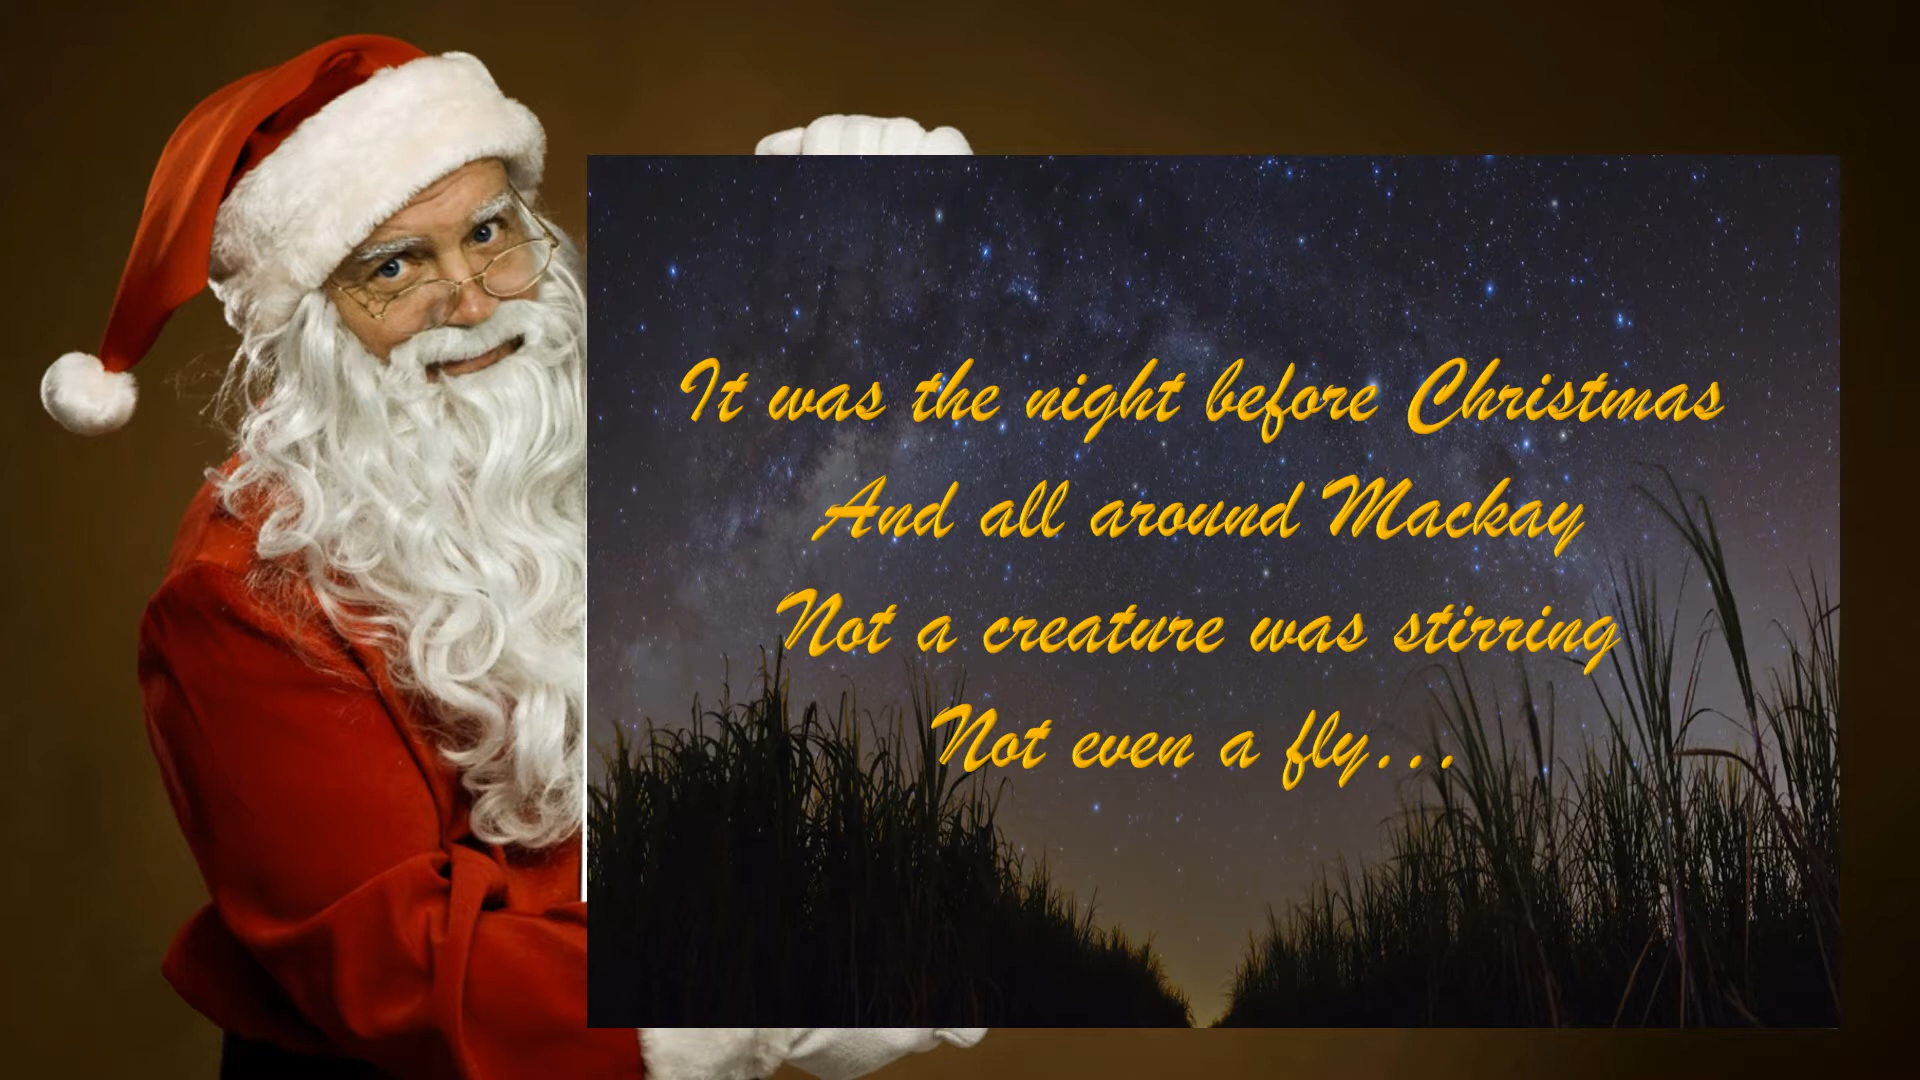 It was the night before Christmas
And all around Mackay
Not a creature was stirring
Not even a fly...